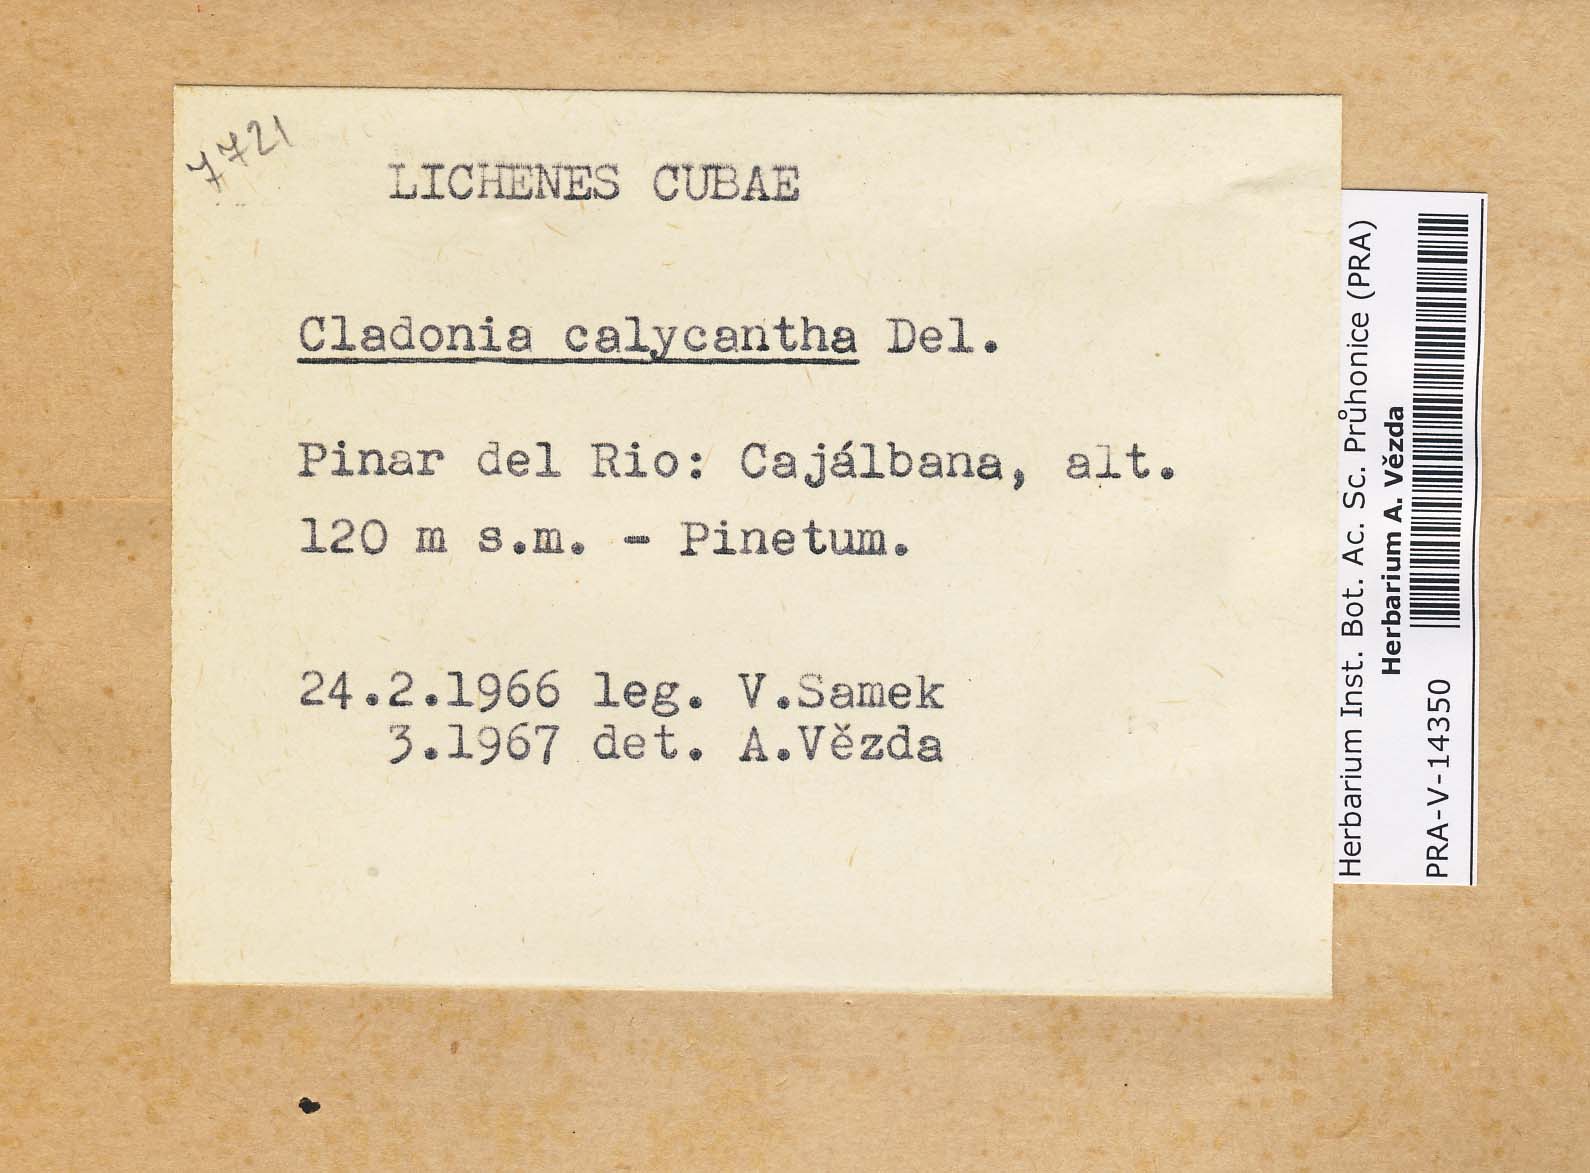 7721
LICHENES CUBAE
Cladonia calycantha Del.
Pinar del Rio: Cajálbana, alt.
120 m s.m. - Pinetum.
24.2.1966 leg. V.Samek
3.1967 det. A.Vězda
Herbarium Inst. Bot. Ac. Sc. Průhonice (PRA)
Herbarium A. Vězda
PRA-V-14350